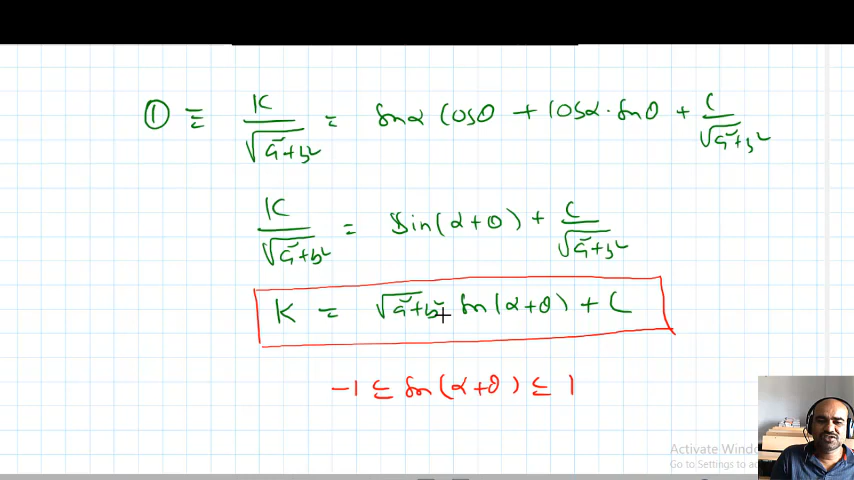 ① ≡ K/√(a²+b²) = sinα cosθ + cosα·sinθ + C/√(a²+b²)
K/√(a²+b²) = Sin(α+θ) + C/√(a²+b²)
K = √(a²+b²) sin(α+θ) + C
-1 ≤ sin(α+θ) ≤ 1
Activate Windo
Go to Settings to a